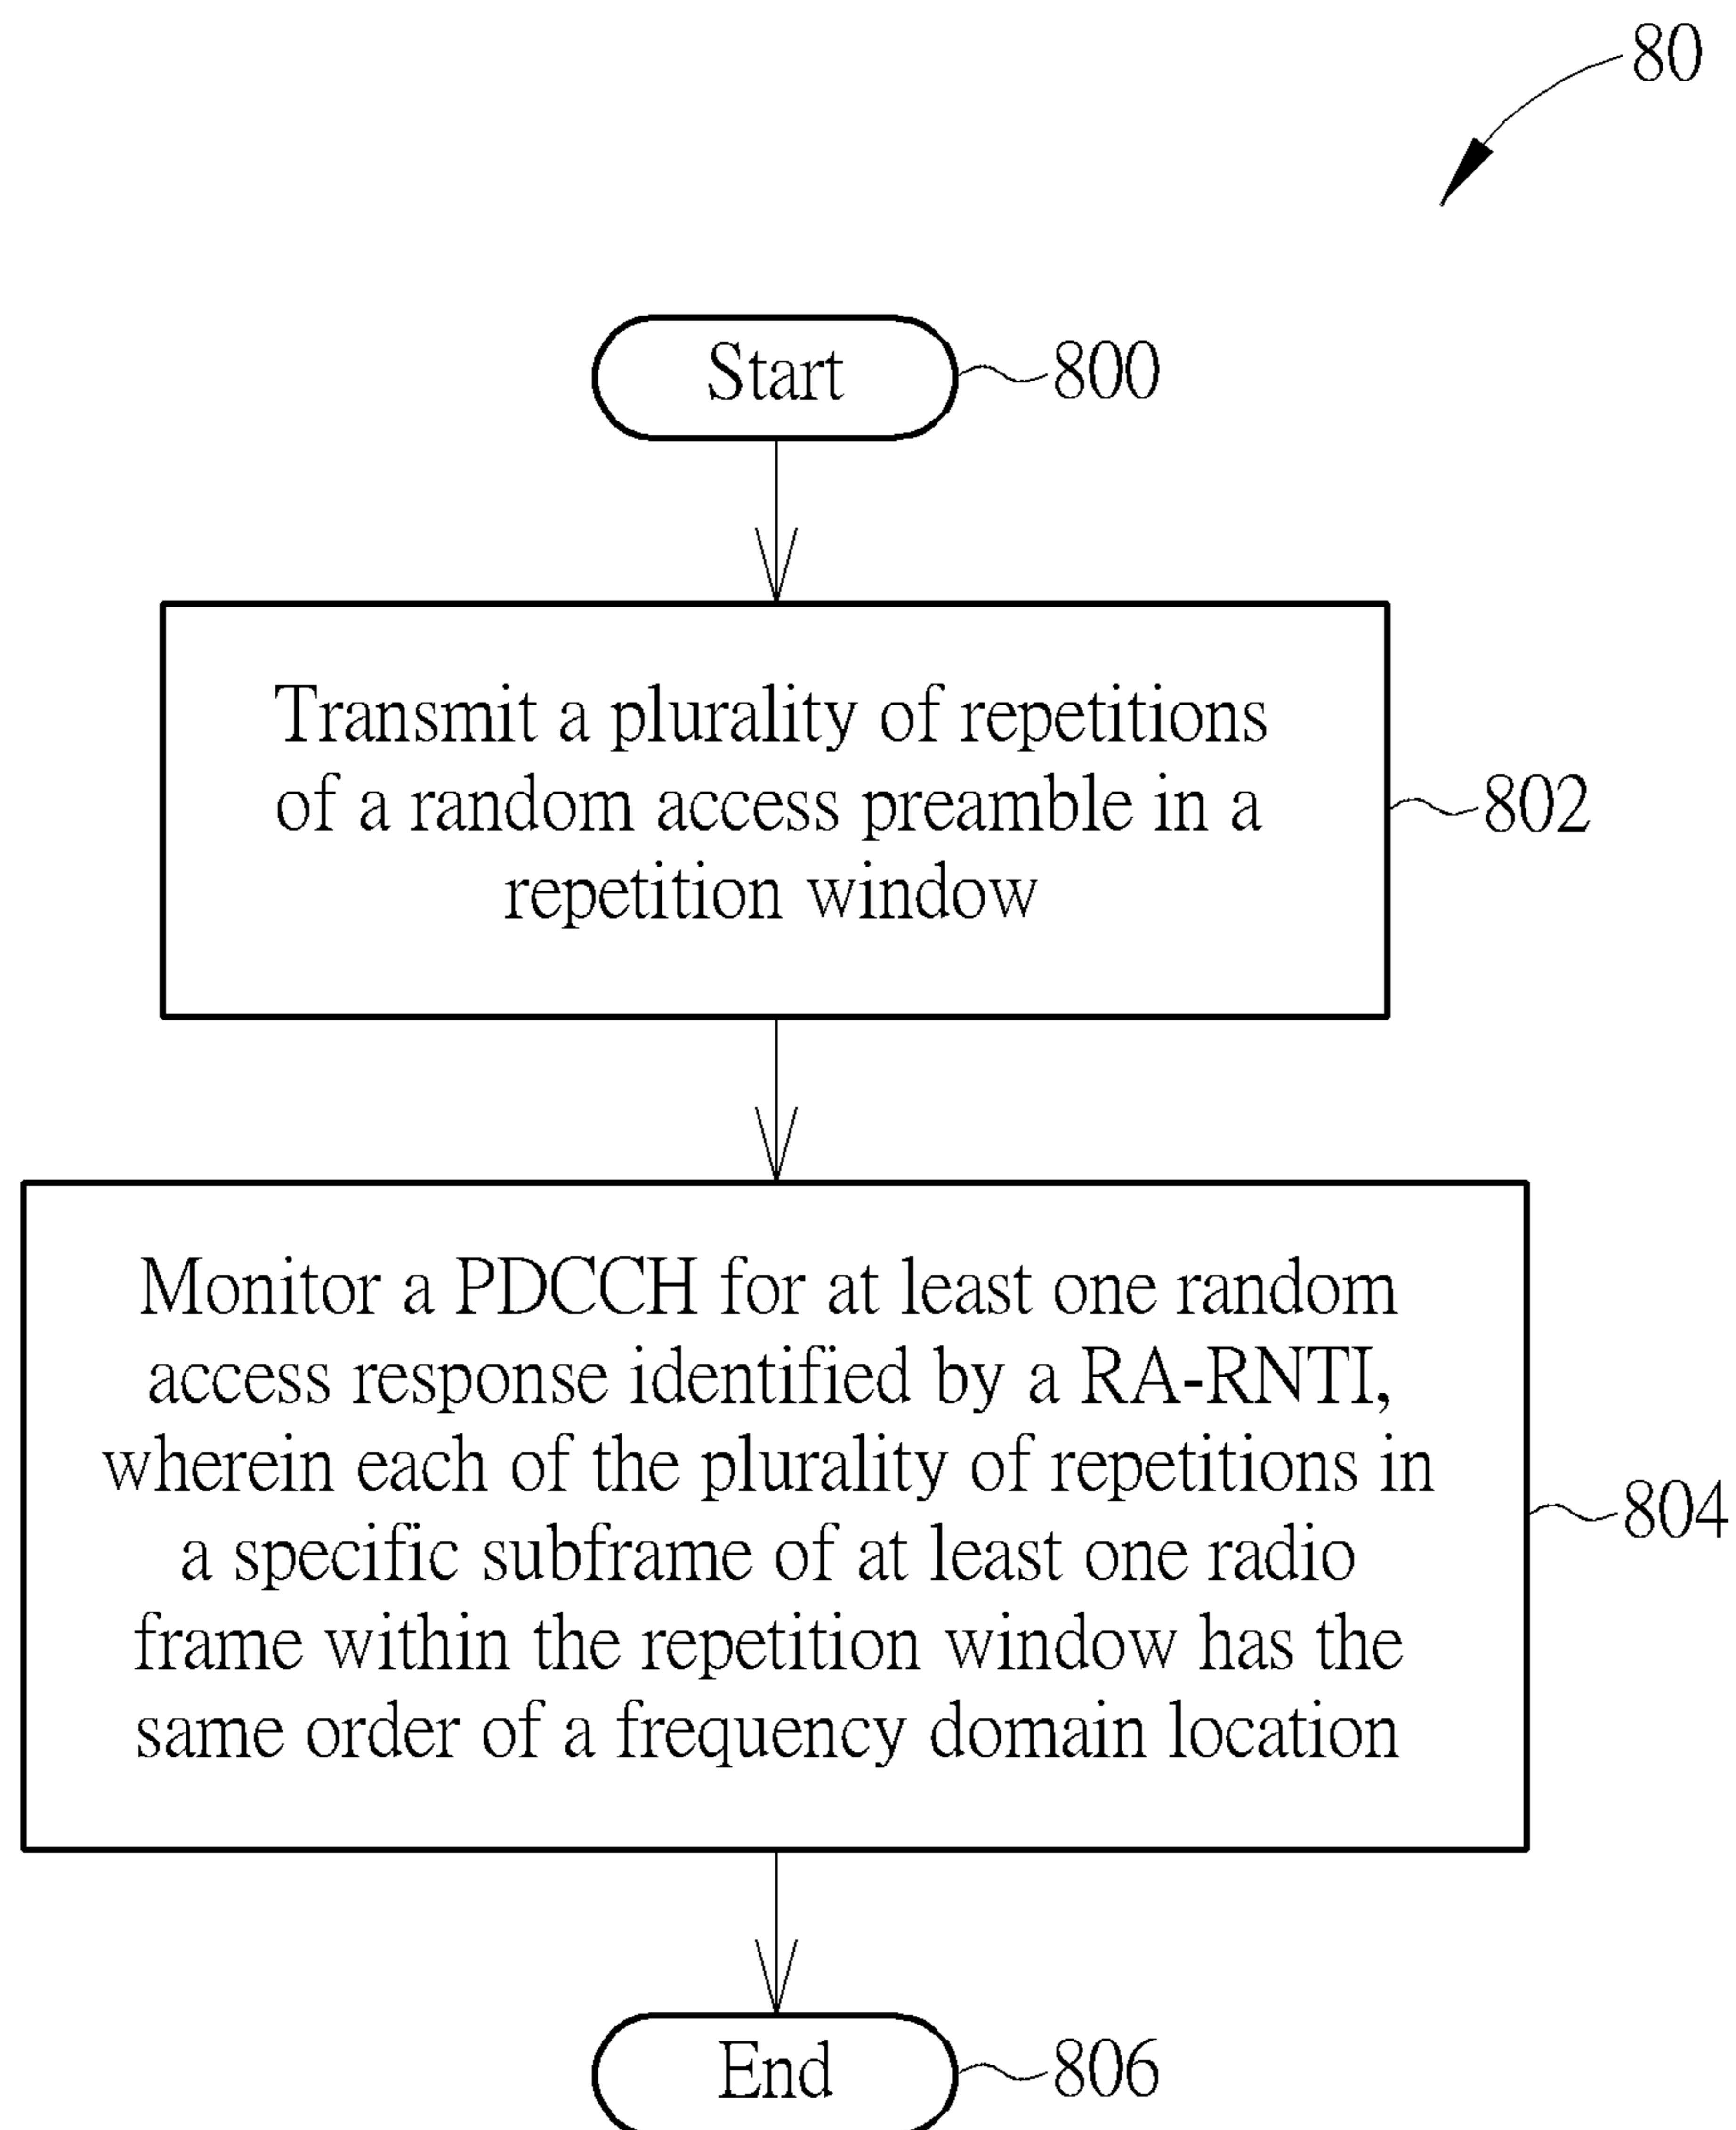 80
Start
800
Transmit a plurality of repetitions
of a random access preamble in a
repetition window
802
Monitor a PDCCH for at least one random
access response identified by a RA-RNTI,
wherein each of the plurality of repetitions in
a specific subframe of at least one radio
frame within the repetition window has the
same order of a frequency domain location
804
End
806